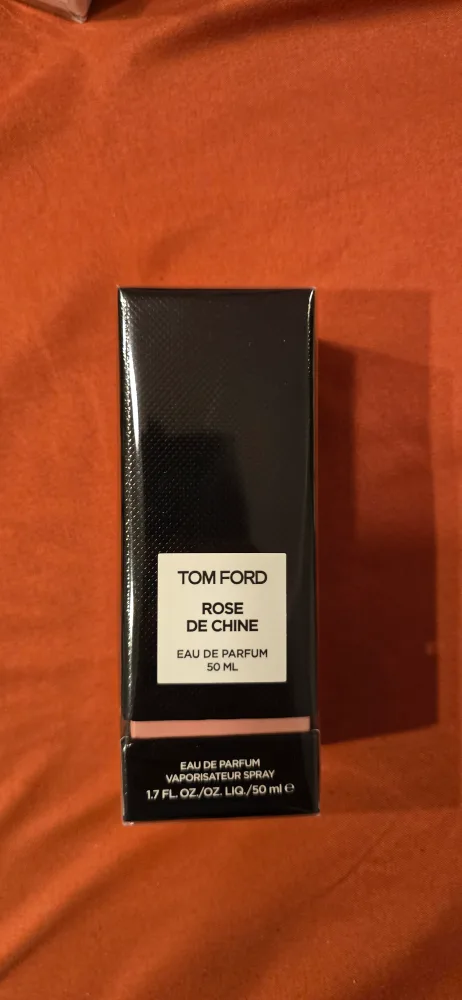 TOM FORD
ROSE
DE CHINE
EAU DE PARFUM
50 ML
EAU DE PARFUM
VAPORISATEUR SPRAY
1.7 FL. OZ./OZ. LIQ./50 ml ℮